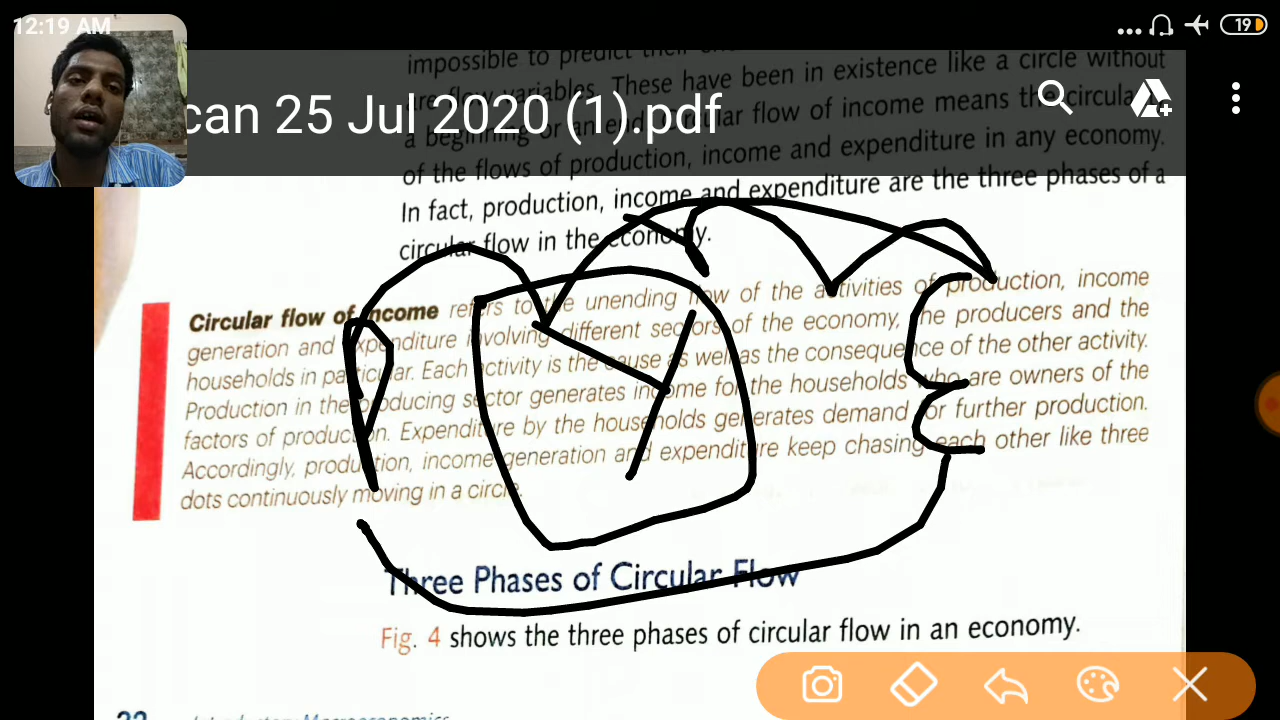 12:19 AM
19
can 25 Jul 2020 (1).pdf
impossible to predict their
are flow variables. These have been in existence like a circle without
a beginning or an end. Circular flow of income means the circular
of the flows of production, income and expenditure in any economy.
In fact, production, income and expenditure are the three phases of a
circular flow in the economy.
Circular flow of income refers to the unending flow of the activities of production, income
generation and expenditure involving different sectors of the economy, the producers and the
households in particular. Each activity is the cause as well as the consequence of the other activity.
Production in the producing sector generates income for the households who are owners of the
factors of production. Expenditure by the households generates demand for further production.
Accordingly, production, income generation and expenditure keep chasing each other like three
dots continuously moving in a circle.
Three Phases of Circular Flow
Fig. 4 shows the three phases of circular flow in an economy.
22
Introductory Macroeconomics
P E
Y